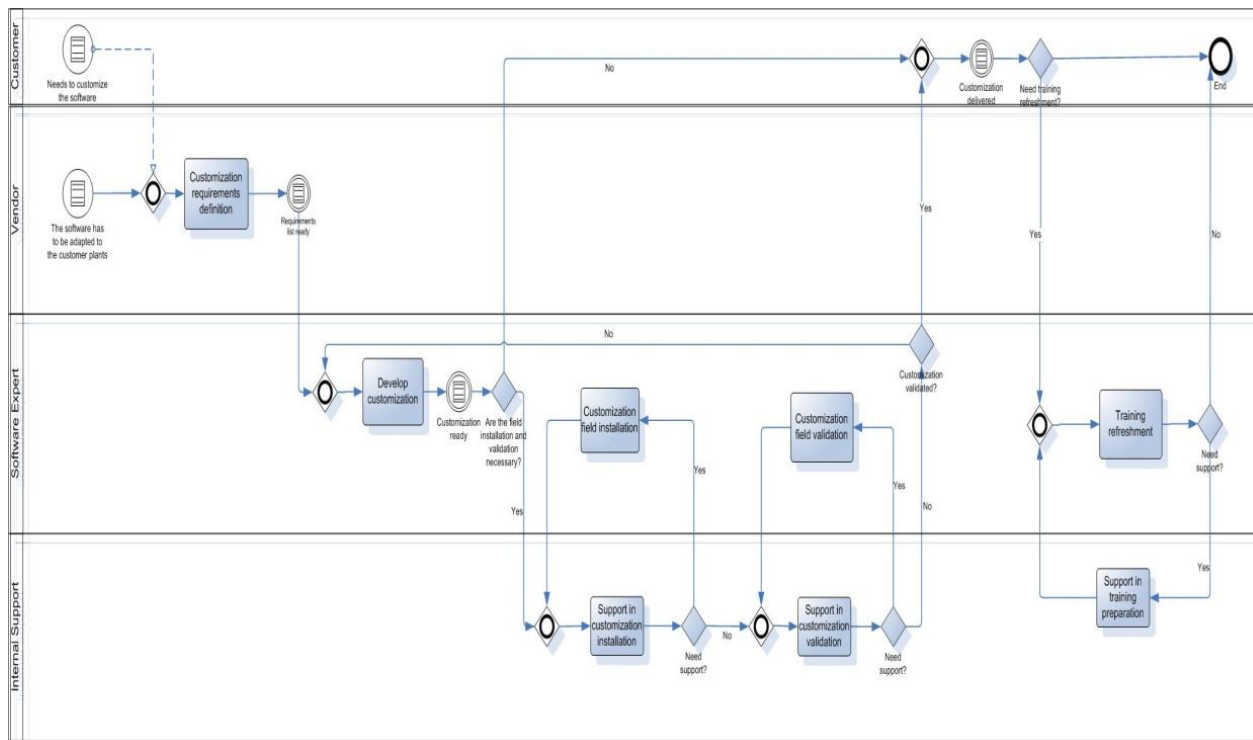 Customer
Needs to customize
the software
No
Customization
delivered
Need training
refreshment?
End
Vendor
The software has
to be adapted to
the customer plants
Customization
requirements
definition
Requirements
list ready
Yes
Yes
No
Software Expert
No
Develop
customization
Customization
ready
Are the field
installation and
validation
necessary?
Yes
Customization
field installation
Yes
Customization
field validation
Yes
Customization
validated?
No
Training
refreshment
Need
support?
Internal Support
Support in
customization
installation
Need
support?
No
Support in
customization
validation
Need
support?
Support in
training
preparation
Yes